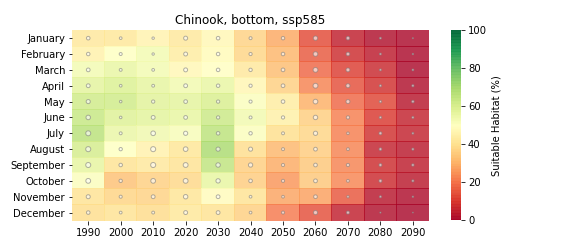 Chinook, bottom, ssp585
January
February
March
April
May
June
July
August
September
October
November
December
1990 2000 2010 2020 2030 2040 2050 2060 2070 2080 2090
100
80
60
40
20
0
Suitable Habitat (%)